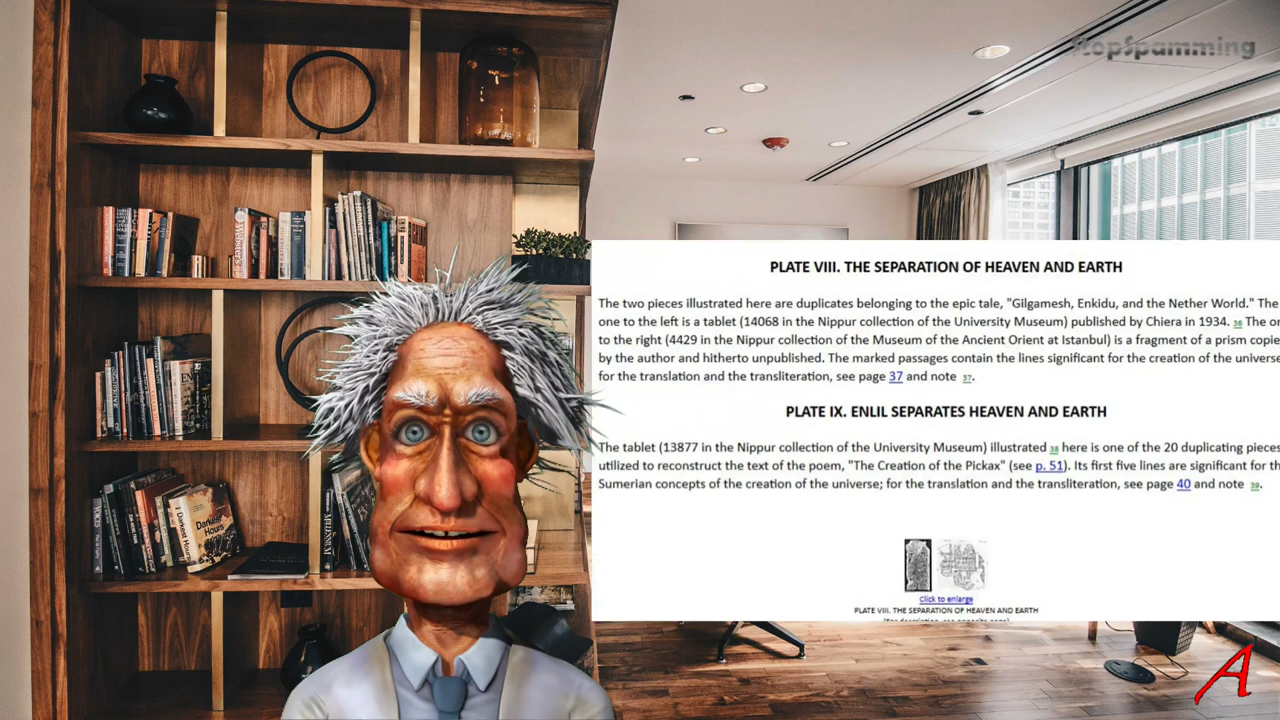 StopSpamming
PLATE VIII. THE SEPARATION OF HEAVEN AND EARTH
The two pieces illustrated here are duplicates belonging to the epic tale, "Gilgamesh, Enkidu, and the Nether World." The
one to the left is a tablet (14068 in the Nippur collection of the University Museum) published by Chiera in 1934. 36 The on
to the right (4429 in the Nippur collection of the Museum of the Ancient Orient at Istanbul) is a fragment of a prism copie
by the author and hitherto unpublished. The marked passages contain the lines significant for the creation of the universe
for the translation and the transliteration, see page 37 and note 37.
PLATE IX. ENLIL SEPARATES HEAVEN AND EARTH
The tablet (13877 in the Nippur collection of the University Museum) illustrated 38 here is one of the 20 duplicating pieces
utilized to reconstruct the text of the poem, "The Creation of the Pickax" (see p. 51). Its first five lines are significant for th
Sumerian concepts of the creation of the universe; for the translation and the transliteration, see page 40 and note 39.
Click to enlarge
PLATE VIII. THE SEPARATION OF HEAVEN AND EARTH
Webster's
MILLENNIUM
Darkest
Hours
A